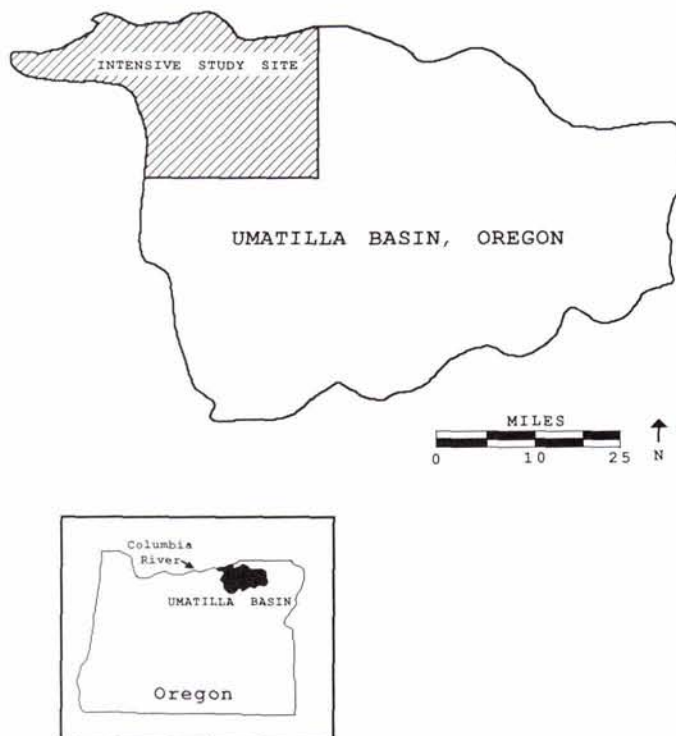 INTENSIVE STUDY SITE
UMATILLA BASIN, OREGON
MILES
0 10 25
N
Columbia
River
UMATILLA BASIN
Oregon